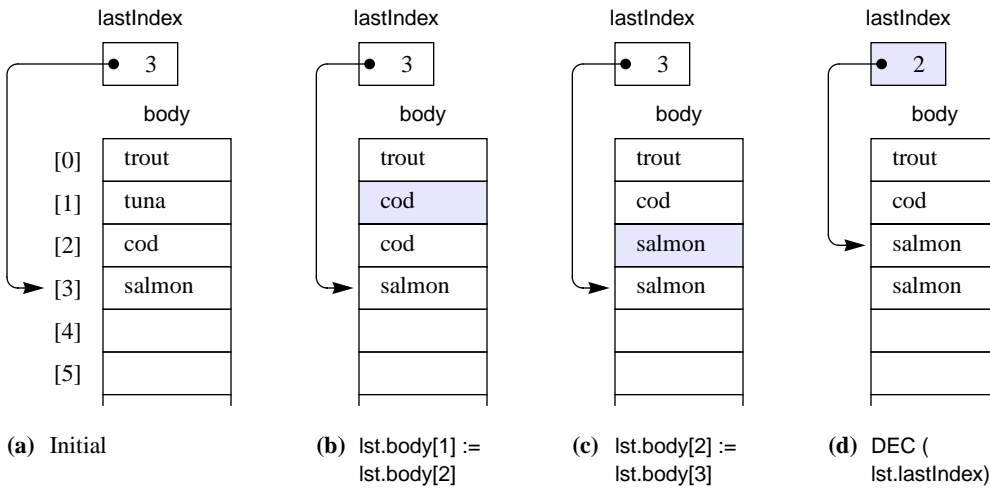 lastIndex lastIndex lastIndex lastIndex
3 3 3 2
body body body body
[0] trout trout trout trout
[1] tuna cod cod cod
[2] cod cod salmon salmon
[3] salmon salmon salmon salmon
[4]
[5]
(a) Initial (b) lst.body[1] := (c) lst.body[2] := (d) DEC (
lst.body[2] lst.body[3] lst.lastIndex)